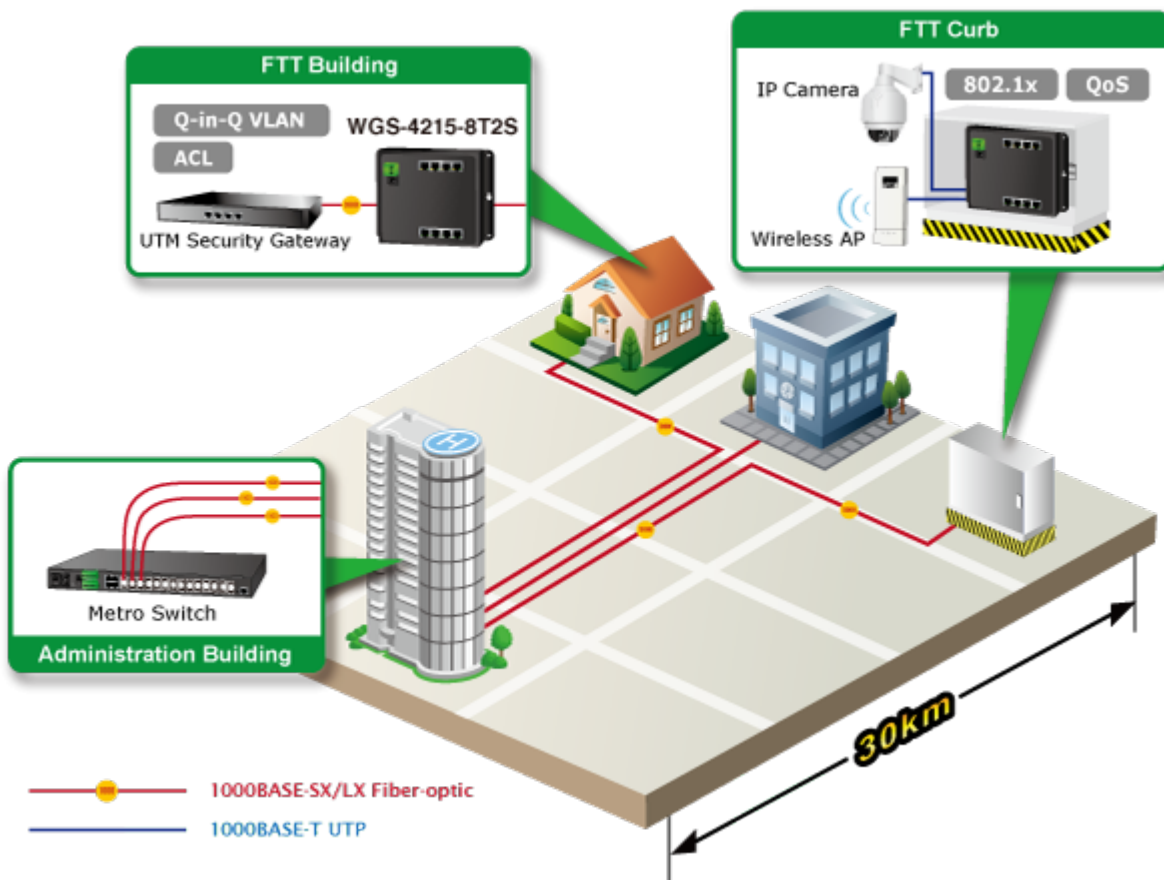 FTT Building
Q-in-Q VLAN
ACL
WGS-4215-8T2S
UTM Security Gateway
FTT Curb
IP Camera
802.1x
QoS
Wireless AP
H
Metro Switch
Administration Building
30km
1000BASE-SX/LX Fiber-optic
1000BASE-T UTP